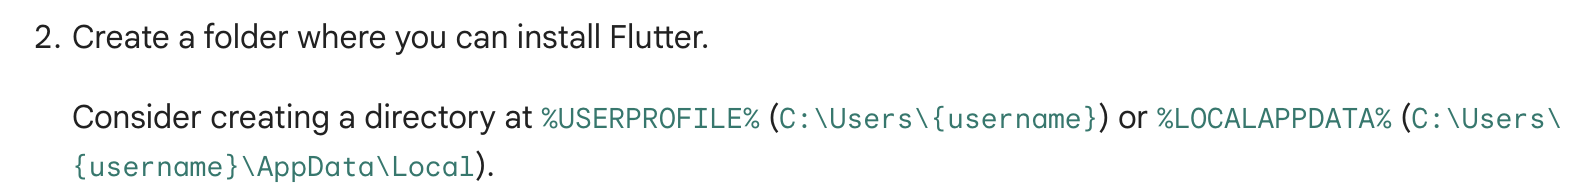 2. Create a folder where you can install Flutter.
Consider creating a directory at %USERPROFILE% (C:\Users\{username}) or %LOCALAPPDATA% (C:\Users\
{username}\AppData\Local).